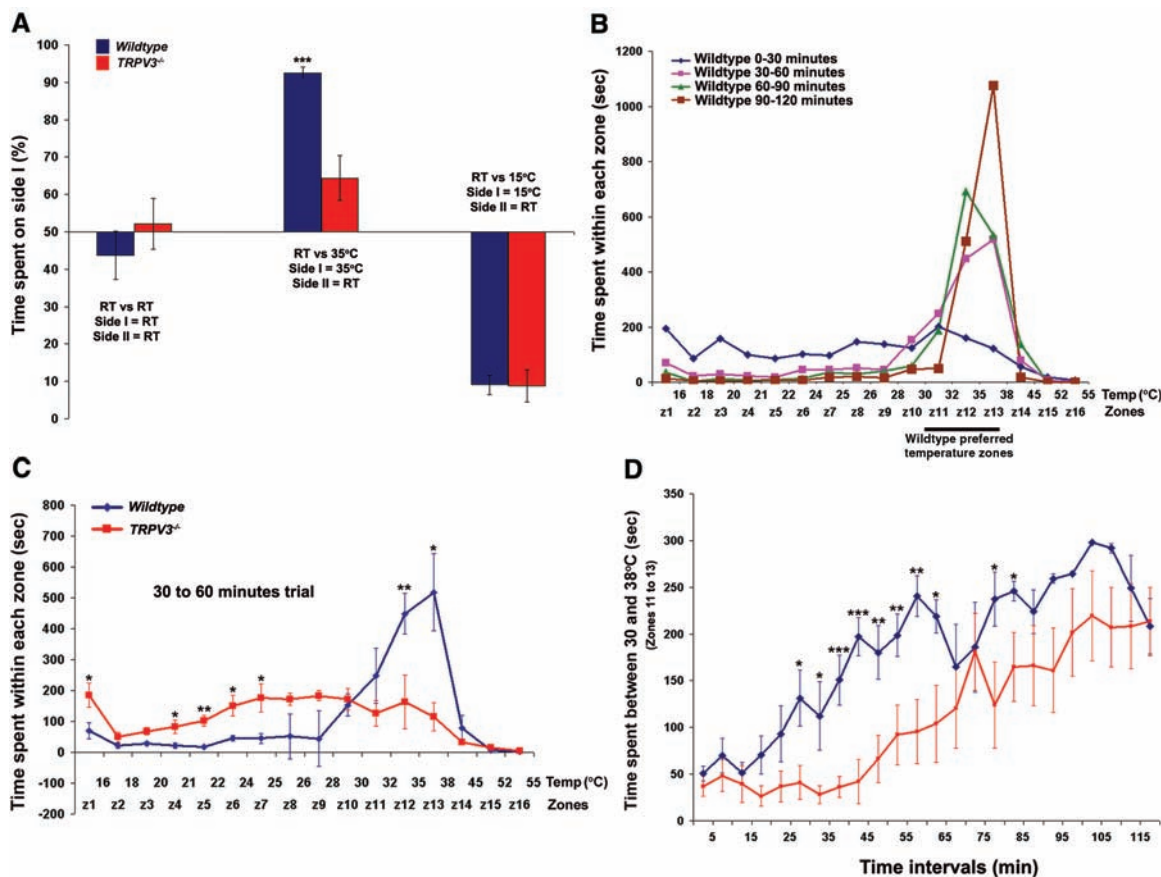 A
Wildtype
TRPV3-/-
Time spent on side I (%)
100
90
80
70
60
50
40
30
20
10
0
***
RT vs RT
Side I = RT
Side II = RT
RT vs 35°C
Side I = 35°C
Side II = RT
RT vs 15°C
Side I = 15°C
Side II = RT
B
Wildtype 0-30 minutes
Wildtype 30-60 minutes
Wildtype 60-90 minutes
Wildtype 90-120 minutes
Time spent within each zone (sec)
1200
1000
800
600
400
200
0
16 18 20 21 22 24 25 26 28 30 32 35 38 45 52 55 Temp (°C)
z1 z2 z3 z4 z5 z6 z7 z8 z9 z10 z11 z12 z13 z14 z15 z16 Zones
Wildtype preferred
temperature zones
C
Wildtype
TRPV3-/-
30 to 60 minutes trial
Time spent within each zone (sec)
800
700
600
500
400
300
200
100
0
-100
-200
* * ** * * ** *
16 18 20 21 22 24 25 26 28 30 32 35 38 45 52 55 Temp (°C)
z1 z2 z3 z4 z5 z6 z7 z8 z9 z10 z11 z12 z13 z14 z15 z16 Zones
D
Time spent between 30 and 38°C (sec)
(Zones 11 to 13)
350
300
250
200
150
100
50
0
* * *** *** ** ** ** * * *
5 15 25 35 45 55 65 75 85 95 105 115
Time intervals (min)